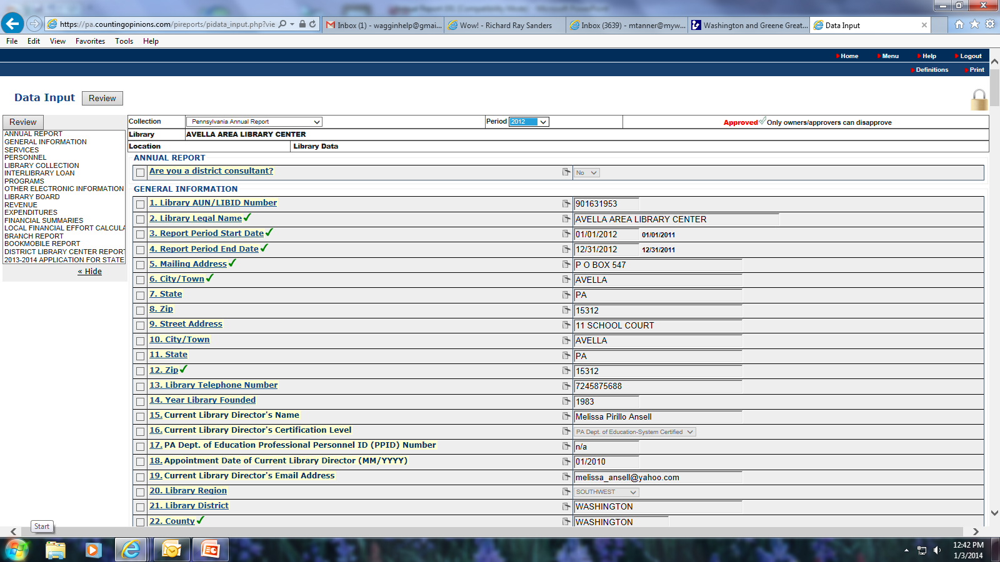 https://pa.countingopinions.com/pireports/pidata_input.php?vie
Inbox (1) - wagginhelp@gmai...
Wow! - Richard Ray Sanders
Inbox (3639) - mtanner@myw...
Washington and Greene Great...
Data Input
File Edit View Favorites Tools Help
Home Menu Help Logout
Definitions Print
Data Input Review
Review
ANNUAL REPORT
GENERAL INFORMATION
SERVICES
PERSONNEL
LIBRARY COLLECTION
INTERLIBRARY LOAN
PROGRAMS
OTHER ELECTRONIC INFORMATION
LIBRARY BOARD
REVENUE
EXPENDITURES
FINANCIAL SUMMARIES
LOCAL FINANCIAL EFFORT CALCULA
BRANCH REPORT
BOOKMOBILE REPORT
DISTRICT LIBRARY CENTER REPORT
2013-2014 APPLICATION FOR STATE
« Hide
Collection Pennsylvania Annual Report Period 2012 Approved Only owners/approvers can disapprove
Library AVELLA AREA LIBRARY CENTER
Location Library Data
ANNUAL REPORT
Are you a district consultant? No
GENERAL INFORMATION
1. Library AUN/LIBID Number 901631953
2. Library Legal Name AVELLA AREA LIBRARY CENTER
3. Report Period Start Date 01/01/2012 01/01/2011
4. Report Period End Date 12/31/2012 12/31/2011
5. Mailing Address P O BOX 547
6. City/Town AVELLA
7. State PA
8. Zip 15312
9. Street Address 11 SCHOOL COURT
10. City/Town AVELLA
11. State PA
12. Zip 15312
13. Library Telephone Number 7245875688
14. Year Library Founded 1983
15. Current Library Director's Name Melissa Pirillo Ansell
16. Current Library Director's Certification Level PA Dept. of Education-System Certified
17. PA Dept. of Education Professional Personnel ID (PPID) Number n/a
18. Appointment Date of Current Library Director (MM/YYYY) 01/2010
19. Current Library Director's Email Address melissa_ansell@yahoo.com
20. Library Region SOUTHWEST
21. Library District WASHINGTON
22. County WASHINGTON
Start
12:42 PM
1/3/2014